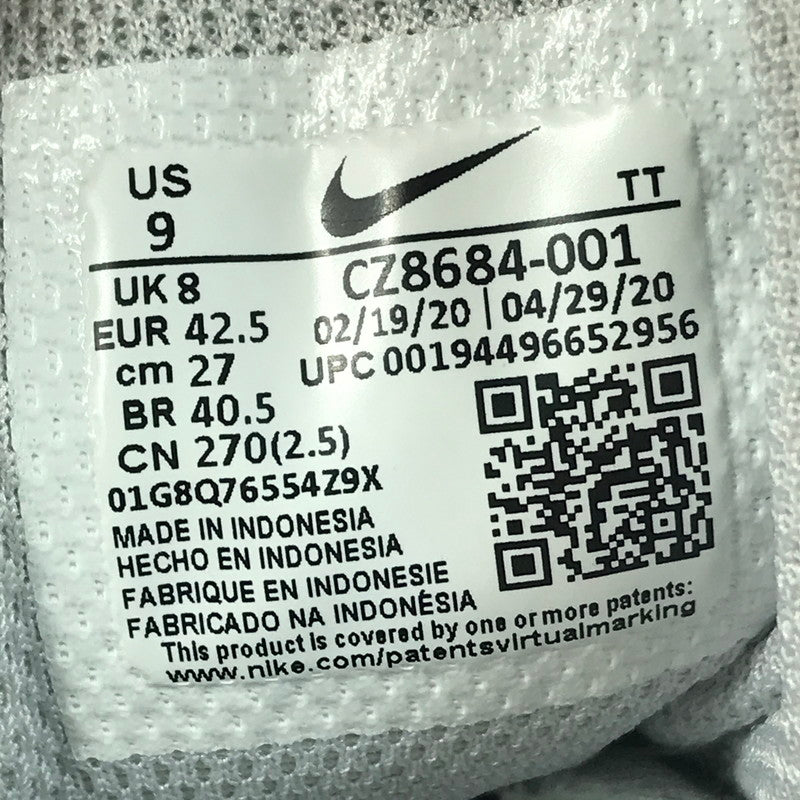 US
9
TT
CZ8684-001
UK 8
02/19/20 | 04/29/20
EUR 42.5
UPC 00194496652956
cm 27
BR 40.5
CN 270(2.5)
01G8Q76554Z9X
MADE IN INDONESIA
HECHO EN INDONESIA
FABRIQUE EN INDONESIE
FABRICADO NA INDONÉSIA
This product is covered by one or more patents:
www.nike.com/patentsvirtualmarking